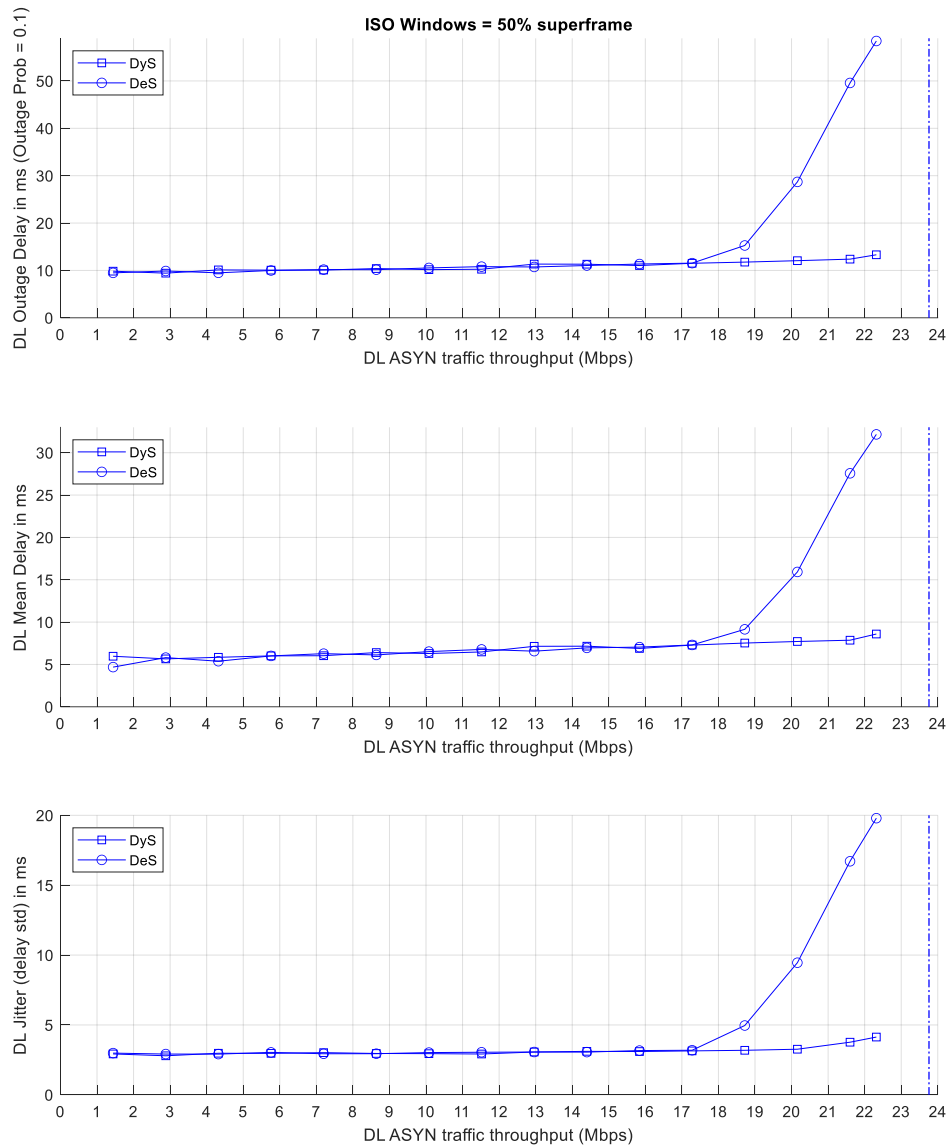 ISO Windows = 50% superframe
DL Outage Delay in ms (Outage Prob = 0.1)
DyS
DeS
50
40
30
20
10
0
0 1 2 3 4 5 6 7 8 9 10 11 12 13 14 15 16 17 18 19 20 21 22 23 24
DL ASYN traffic throughput (Mbps)
DL Mean Delay in ms
DyS
DeS
30
25
20
15
10
5
0
0 1 2 3 4 5 6 7 8 9 10 11 12 13 14 15 16 17 18 19 20 21 22 23 24
DL ASYN traffic throughput (Mbps)
DL Jitter (delay std) in ms
DyS
DeS
20
15
10
5
0
0 1 2 3 4 5 6 7 8 9 10 11 12 13 14 15 16 17 18 19 20 21 22 23 24
DL ASYN traffic throughput (Mbps)